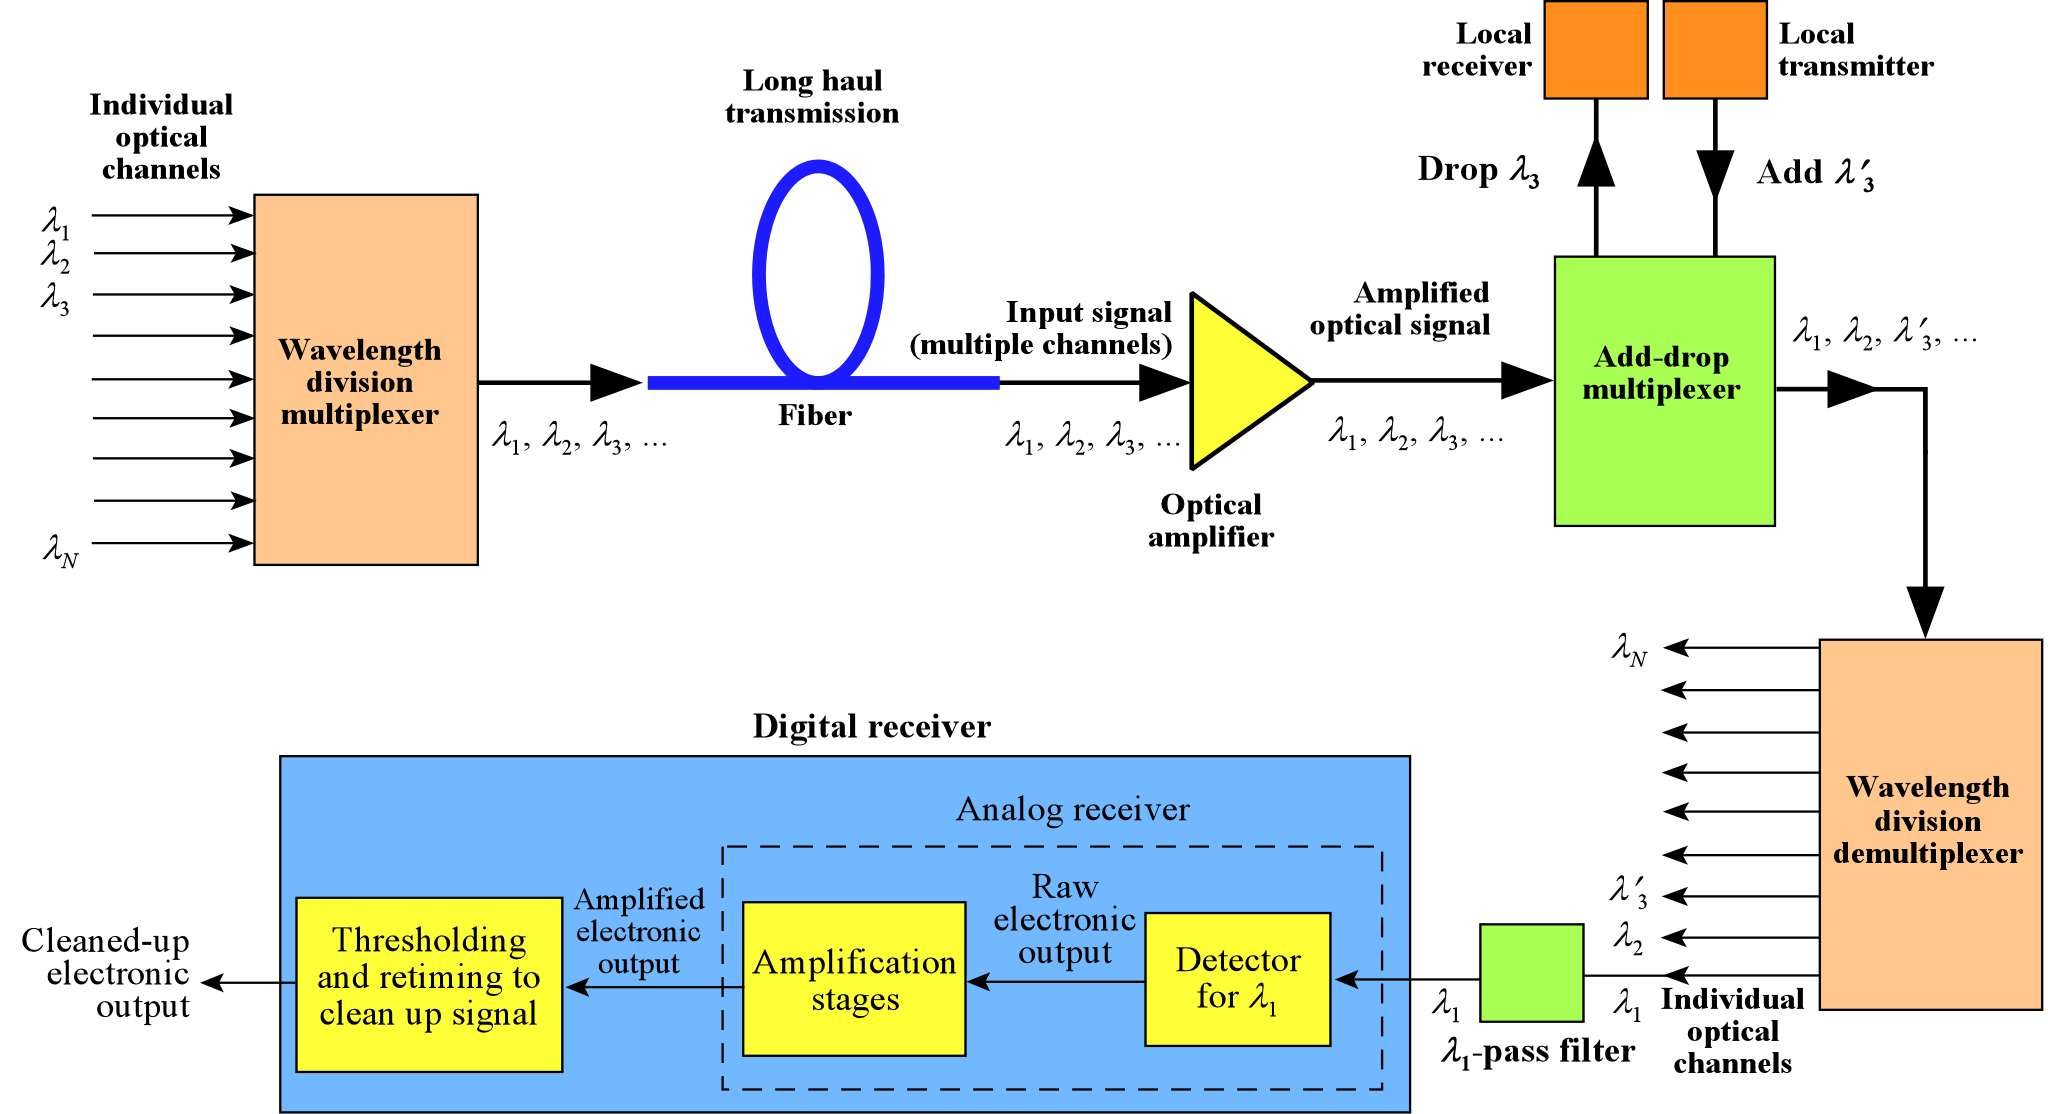 Individual
optical
channels
λ1
λ2
λ3
λN
Wavelength
division
multiplexer
λ1, λ2, λ3, ...
Long haul
transmission
Fiber
Input signal
(multiple channels)
λ1, λ2, λ3, ...
Optical
amplifier
Amplified
optical signal
λ1, λ2, λ3, ...
Local
receiver
Local
transmitter
Drop λ3
Add λ′3
Add-drop
multiplexer
λ1, λ2, λ′3, ...
Wavelength
division
demultiplexer
λN
λ′3
λ2
λ1
Individual
optical
channels
λ1-pass filter
λ1
Digital receiver
Analog receiver
Detector
for λ1
Raw
electronic
output
Amplification
stages
Amplified
electronic
output
Thresholding
and retiming to
clean up signal
Cleaned-up
electronic
output